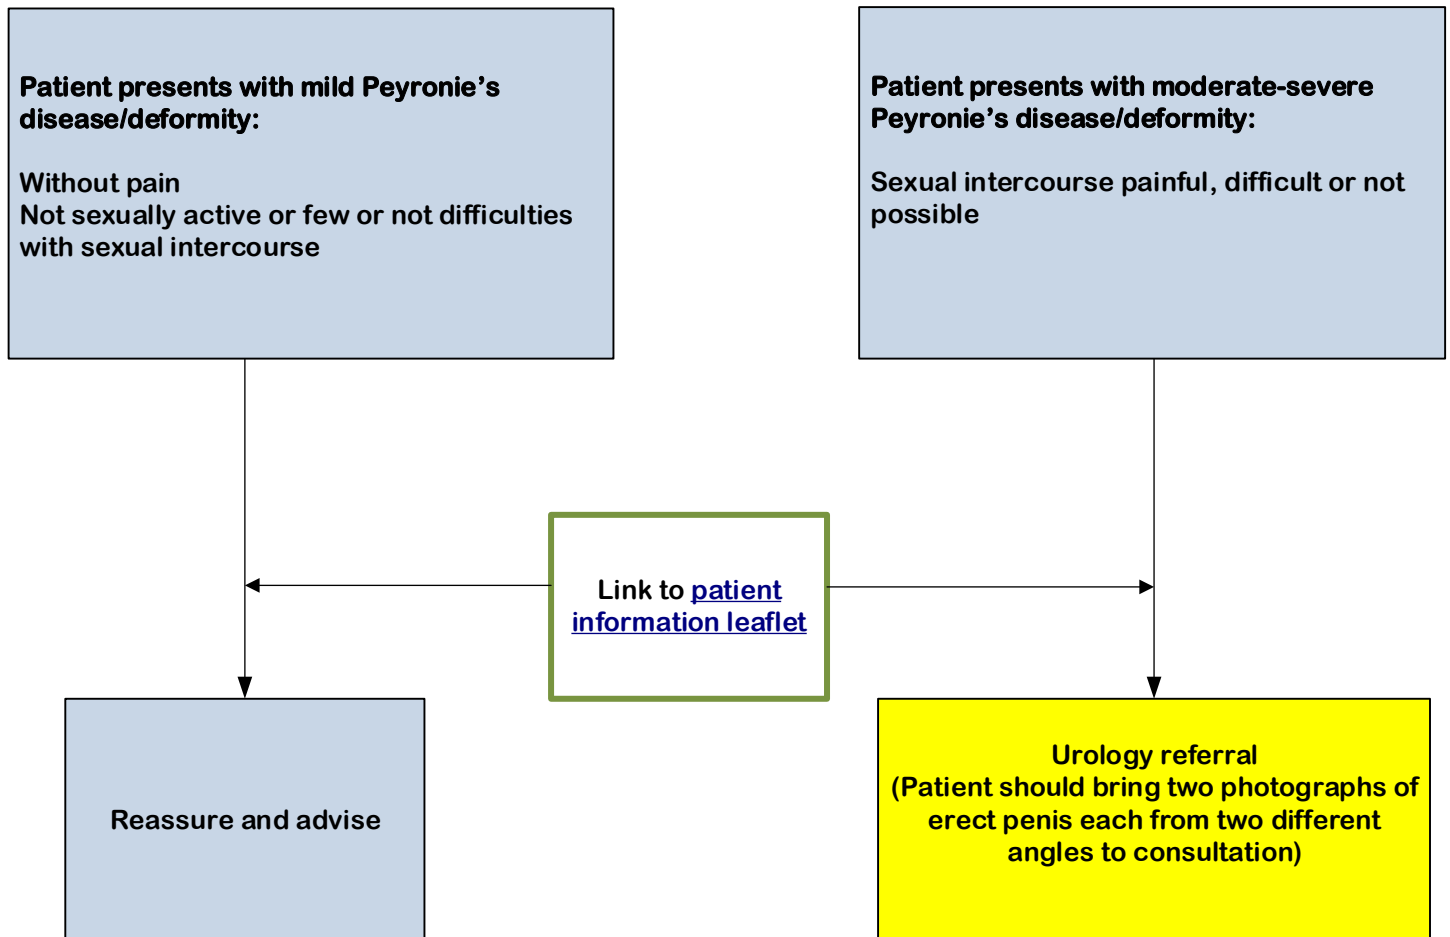 Patient presents with mild Peyronie’s
disease/deformity:
Without pain
Not sexually active or few or not difficulties
with sexual intercourse
Patient presents with moderate-severe
Peyronie’s disease/deformity:
Sexual intercourse painful, difficult or not
possible
Link to patient
information leaflet
Reassure and advise
Urology referral
(Patient should bring two photographs of
erect penis each from two different
angles to consultation)